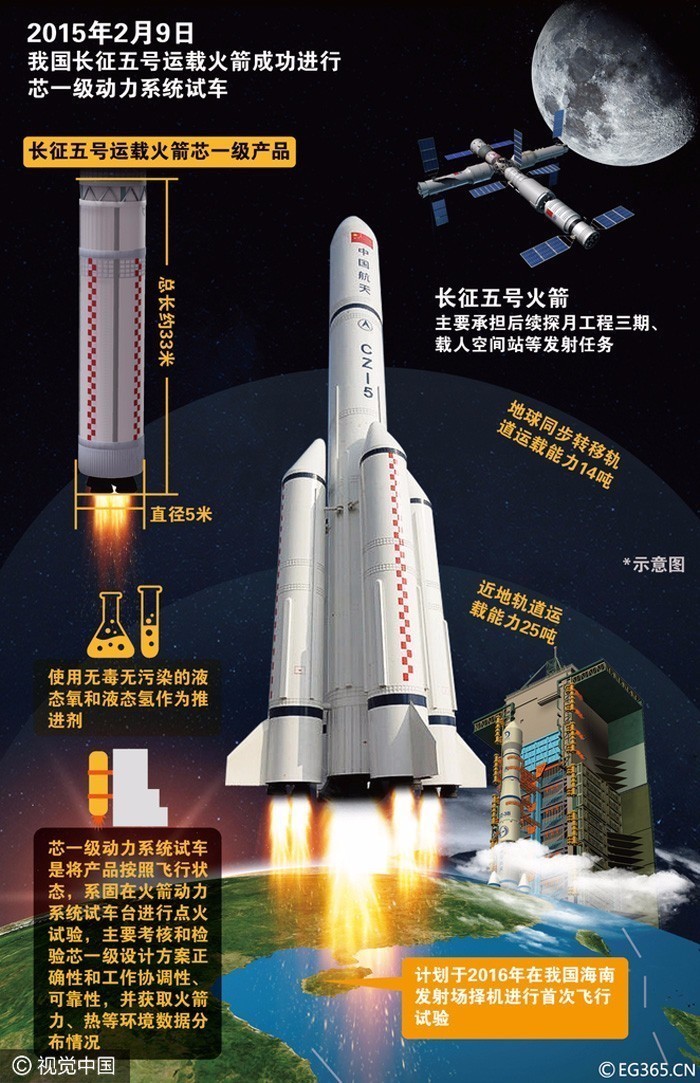 2015年2月9日
我国长征五号运载火箭成功进行
芯一级动力系统试车
长征五号运载火箭芯一级产品
总长约33米
直径5米
中国航天
CZ-5
长征五号火箭
主要承担后续探月工程三期、
载人空间站等发射任务
地球同步转移轨
道运载能力14吨
*示意图
近地轨道运
载能力25吨
使用无毒无污染的液
态氧和液态氢作为推
进剂
芯一级动力系统试车
是将产品按照飞行状
态，系固在火箭动力
系统试车台进行点火
试验，主要考核和检
验芯一级设计方案正
确性和工作协调性、
可靠性，并获取火箭
力、热等环境数据分
布情况
计划于2016年在我国海南
发射场择机进行首次飞行
试验
© 视觉中国
©EG365.CN